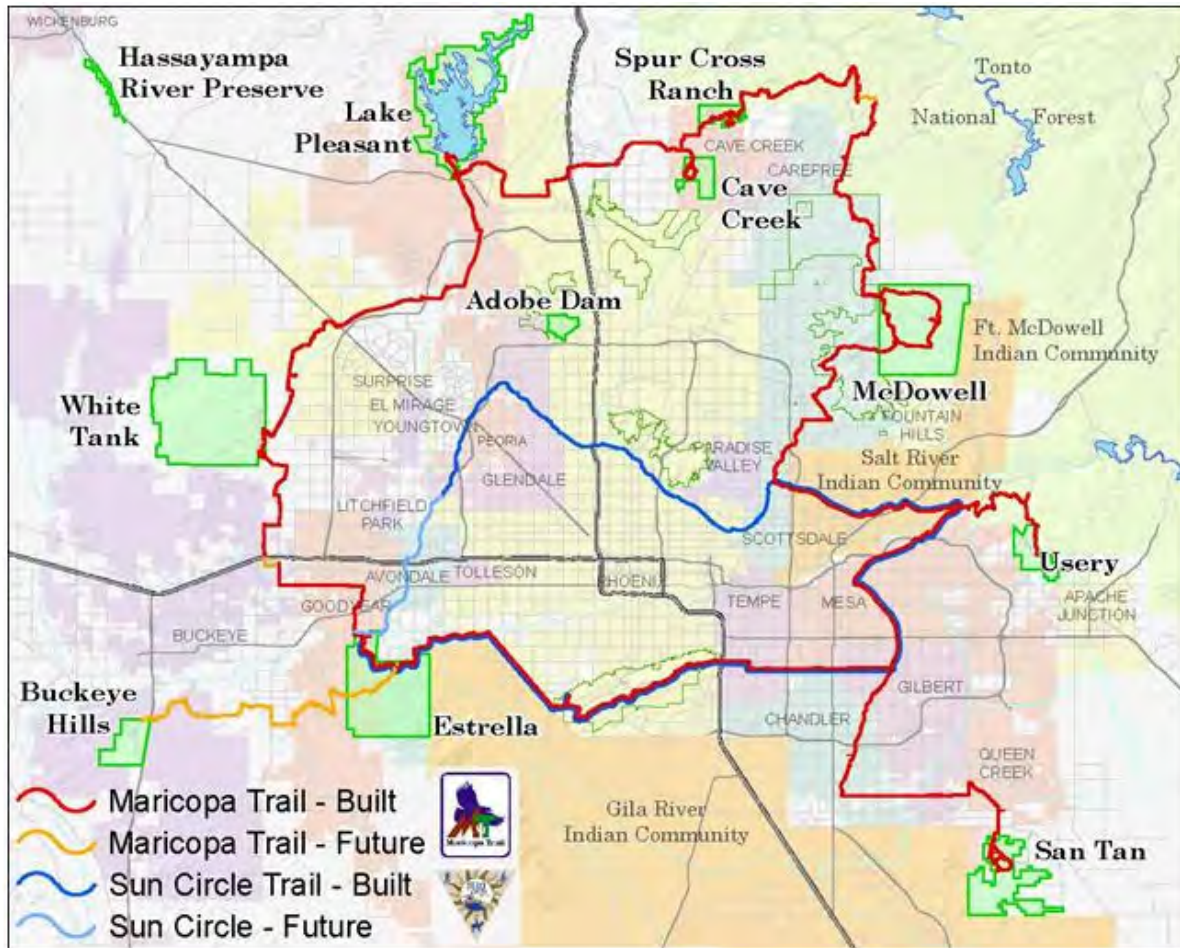 WICKENBURG
Hassayampa
River Preserve
Lake
Pleasant
Spur Cross
Ranch
Tonto
National Forest
CAVE CREEK
CAREFREE
Cave
Creek
Adobe Dam
Ft. McDowell
Indian Community
McDowell
FOUNTAIN
HILLS
White
Tank
SURPRISE
EL MIRAGE
YOUNGTOWN
PEORIA
GLENDALE
PARADISE
VALLEY
Salt River
Indian Community
LITCHFIELD
PARK
SCOTTSDALE
Usery
AVONDALE
TOLLESON
PHOENIX
TEMPE
MESA
APACHE
JUNCTION
GOODYEAR
BUCKEYE
Buckeye
Hills
Estrella
GILBERT
CHANDLER
QUEEN
CREEK
Gila River
Indian Community
San Tan
Maricopa Trail - Built
Maricopa Trail - Future
Sun Circle Trail - Built
Sun Circle - Future
Maricopa Trail